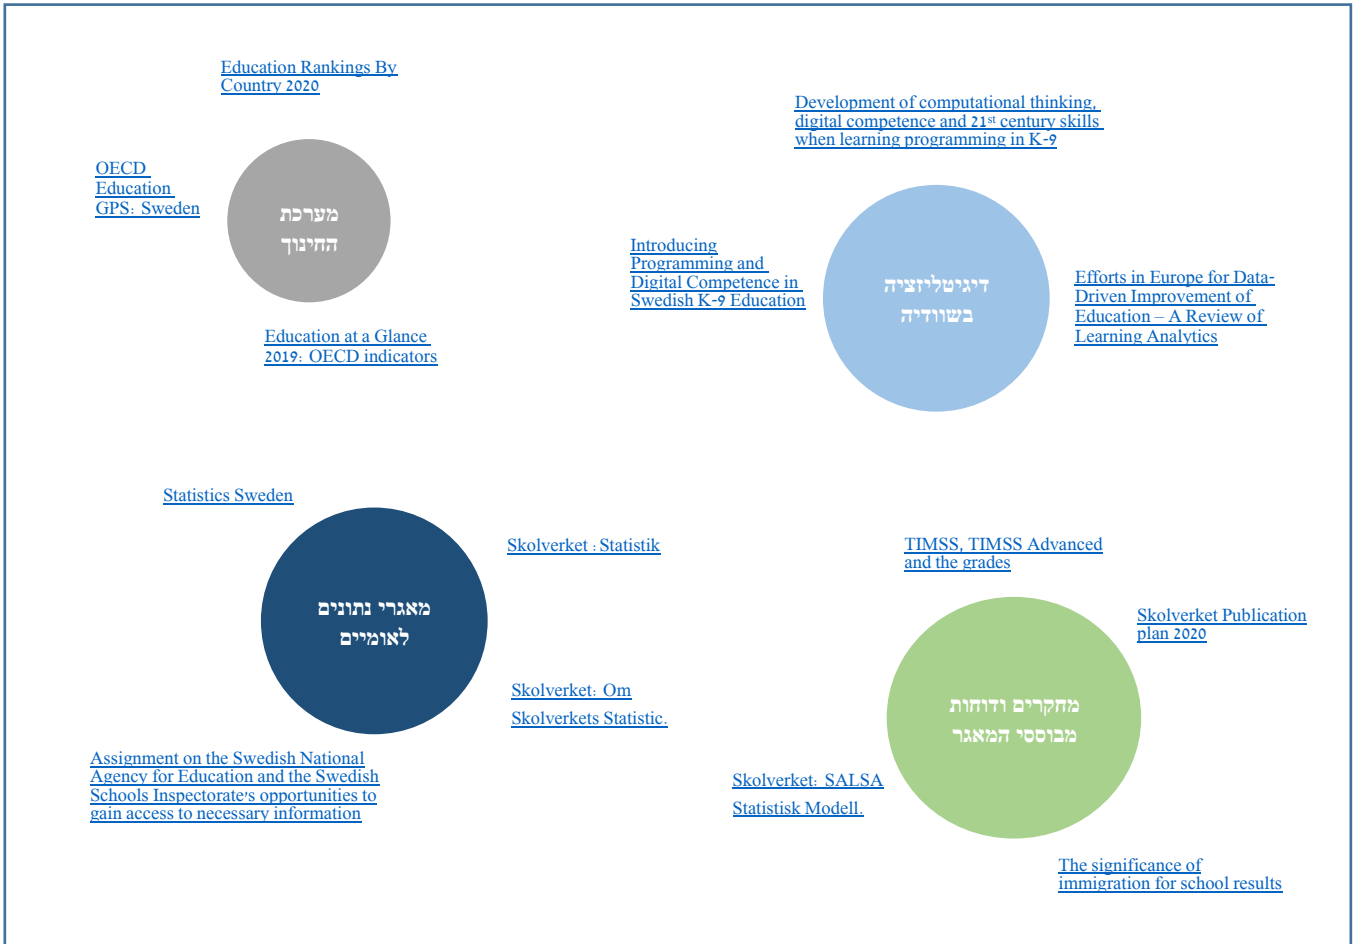 Education Rankings By
Country 2020
OECD
Education
GPS: Sweden
מערכת
החינוך
Education at a Glance
2019: OECD indicators
Development of computational thinking,
digital competence and 21st century skills
when learning programming in K-9
Introducing
Programming and
Digital Competence in
Swedish K-9 Education
דיגיטליזציה
בשוודיה
Efforts in Europe for Data-
Driven Improvement of
Education – A Review of
Learning Analytics
Statistics Sweden
Skolverket : Statistik
מאגרי נתונים
לאומיים
Skolverket: Om
Skolverkets Statistic.
Assignment on the Swedish National
Agency for Education and the Swedish
Schools Inspectorate's opportunities to
gain access to necessary information
TIMSS, TIMSS Advanced
and the grades
Skolverket Publication
plan 2020
מחקרים ודוחות
מבוססי המאגר
Skolverket: SALSA
Statistisk Modell.
The significance of
immigration for school results